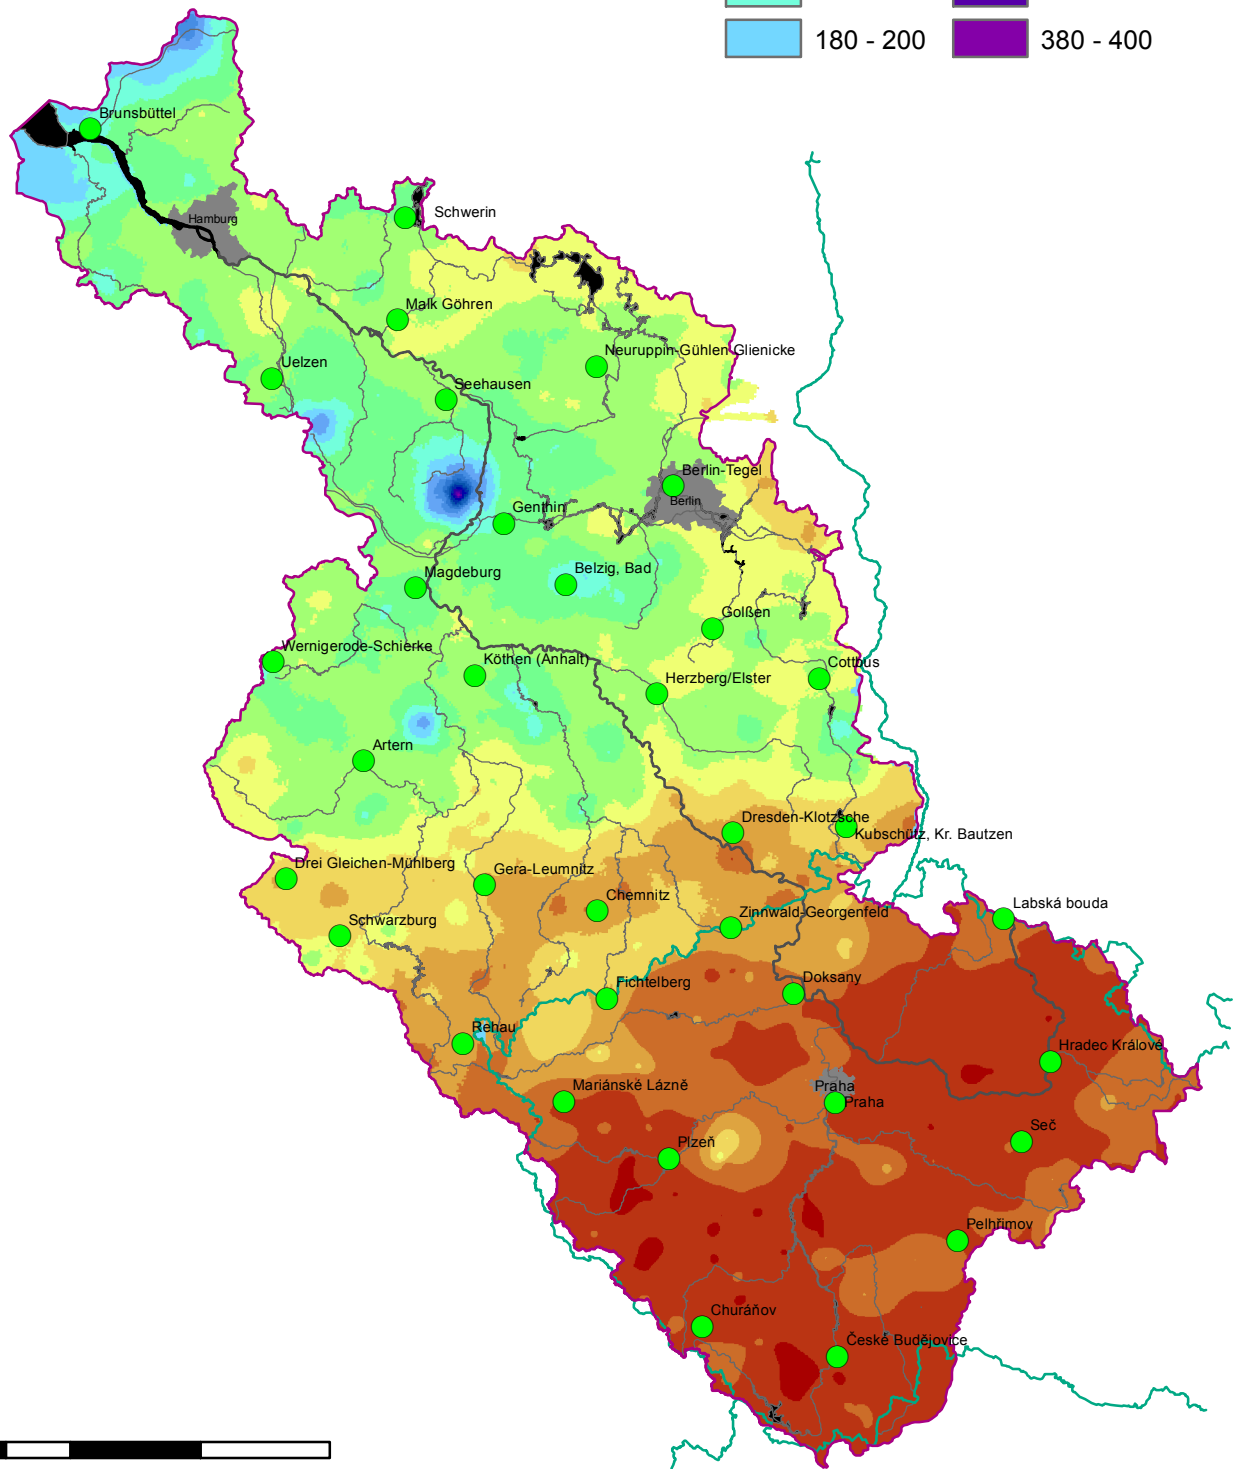 180 - 200
380 - 400
Brunsbüttel
Hamburg
Schwerin
Malk Göhren
Neuruppin-Gühlen-Glienicke
Uelzen
Seehausen
Berlin-Tegel
Berlin
Genthin
Belzig, Bad
Magdeburg
Golßen
Wernigerode-Schierke
Köthen (Anhalt)
Cottbus
Herzberg/Elster
Artern
Dresden-Klotzsche
Kubschütz, Kr. Bautzen
Drei Gleichen-Mühlberg
Gera-Leumnitz
Chemnitz
Labská bouda
Schwarzburg
Zinnwald-Georgenfeld
Fichtelberg
Doksany
Rehau
Hradec Králové
Mariánské Lázně
Praha
Praha
Seč
Plzeň
Pelhřimov
Churáňov
České Budějovice